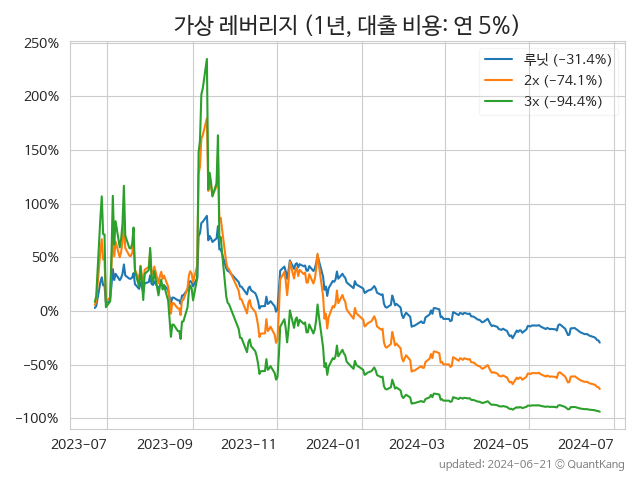 가상 레버리지 (1년, 대출 비용: 연 5%)
루닛 (-31.4%)
2x (-74.1%)
3x (-94.4%)
250%
200%
150%
100%
50%
0%
−50%
−100%
2023-07 2023-09 2023-11 2024-01 2024-03 2024-05 2024-07
updated: 2024-06-21 © QuantKang